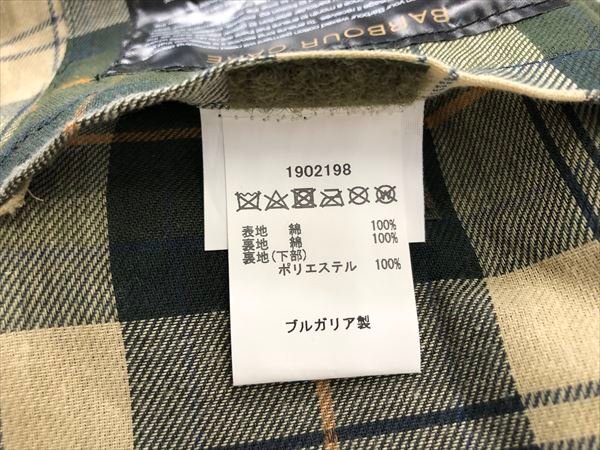 BARBOUR CARE
1902198
表地 綿 100%
裏地 綿 100%
裏地(下部)
ポリエステル 100%
ブルガリア製